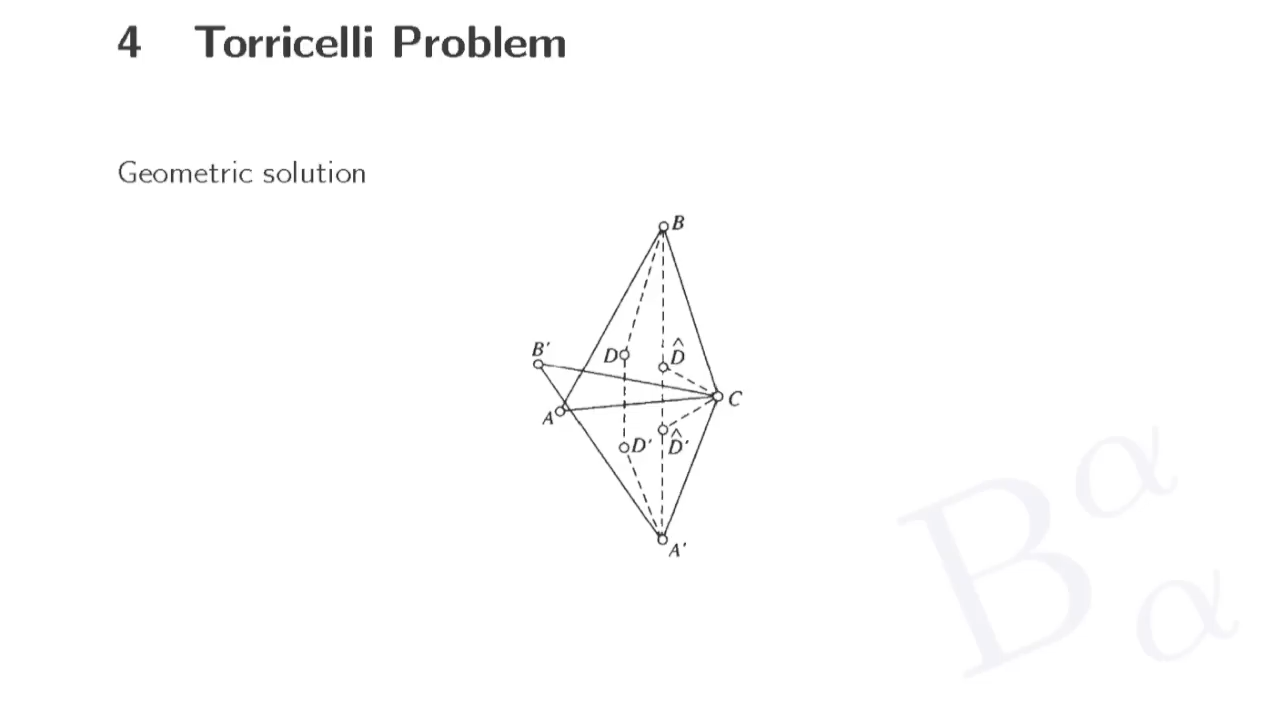 4 Torricelli Problem
Geometric solution
B
B'
D
D̂
A
C
D'
D̂'
A'
B α
α